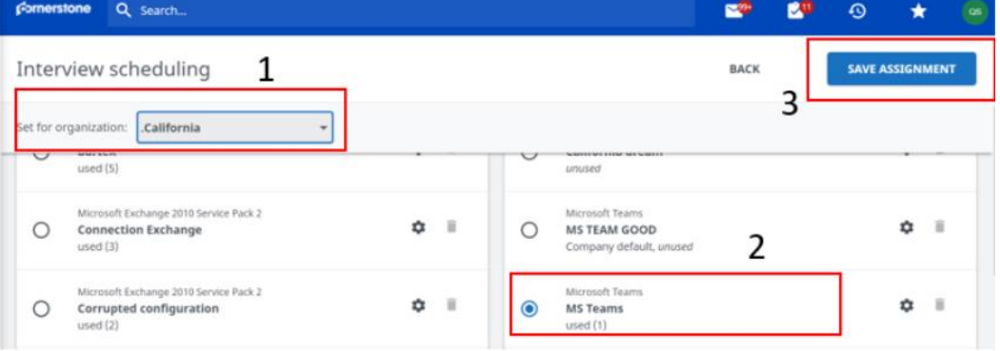 cornerstone Search... 99+ 11 QS
Interview scheduling 1 BACK SAVE ASSIGNMENT
3
Set for organization: .California
used (5)
unused
Microsoft Exchange 2010 Service Pack 2
Connection Exchange
used (3)
Microsoft Teams
MS TEAM GOOD
Company default, unused
2
Microsoft Exchange 2010 Service Pack 2
Corrupted configuration
used (2)
Microsoft Teams
MS Teams
used (1)